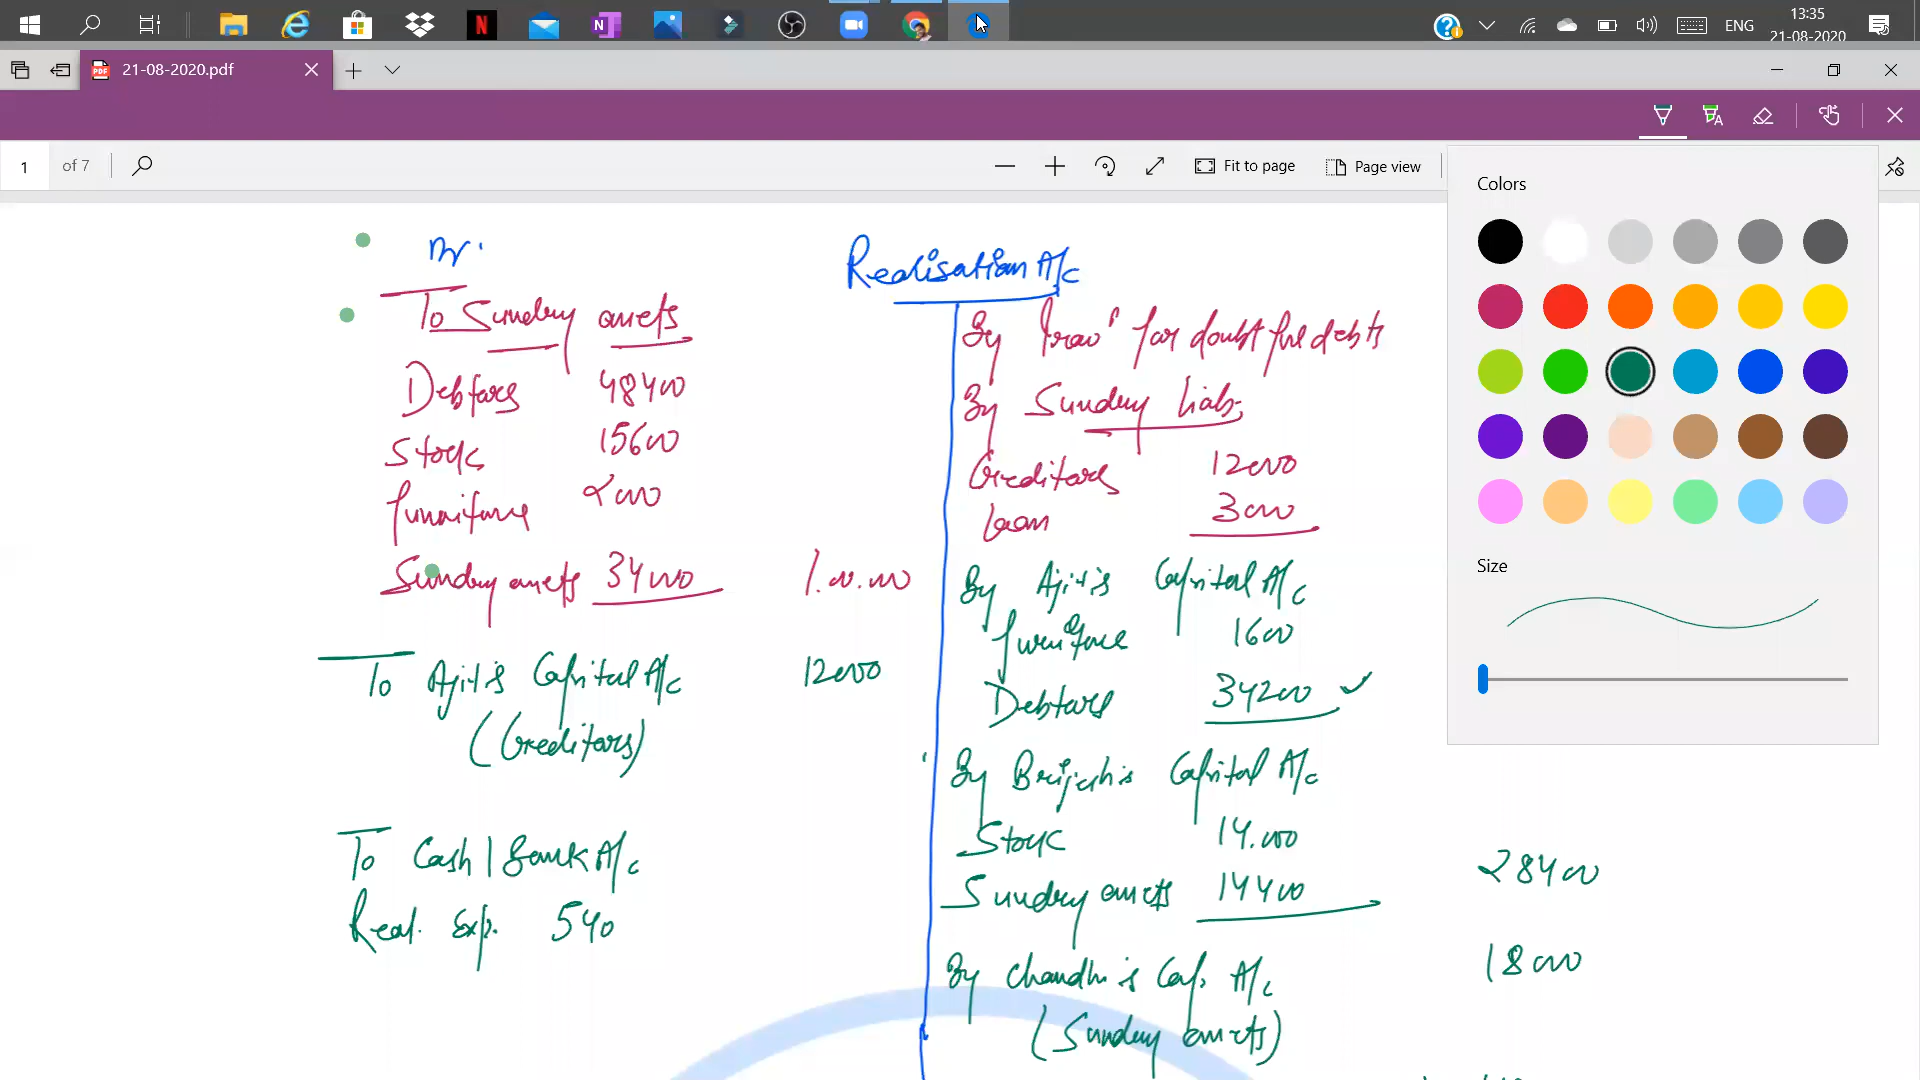 13:35
ENG
21-08-2020
21-08-2020.pdf
1 of 7
Fit to page
Page view
Colors
Size
Dr.
Realisation A/c
To Sundry assets
Debtors 48400
Stock 15600
furniture 2000
Sundry assets 34000 1.00.000
To Ajit's Capital A/c 12000
(Creditors)
To Cash | Bank A/c
Real. Exp. 540
By Prov' for doubtful debts
By Sundry Liabs,
Creditors 12000
Loan 3000
By Ajit's Capital A/c
furniture 1600
Debtors 34200 ✓
By Brijesh's Capital A/c
Stock 14.000
Sundry assets 14400 28400
By Chandhi's Cap. A/c 18000
(Sundry assets)